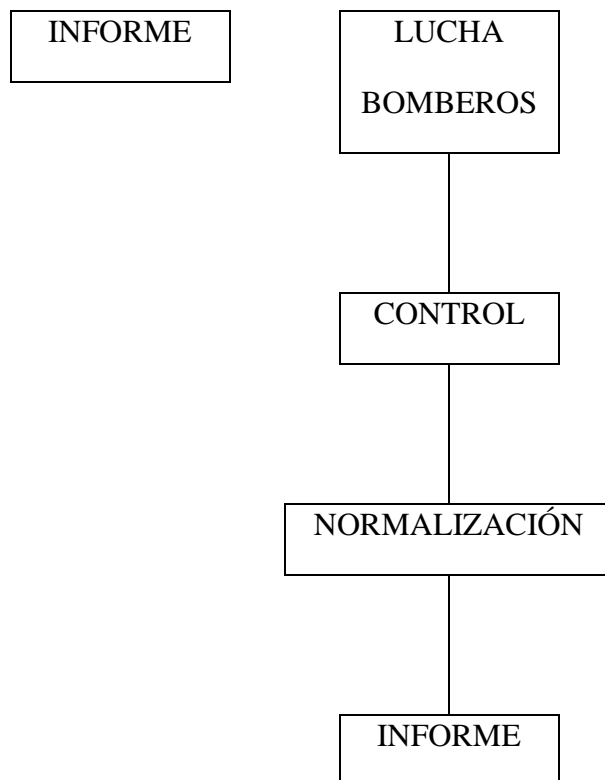 INFORME
LUCHA
BOMBEROS
CONTROL
NORMALIZACIÓN
INFORME